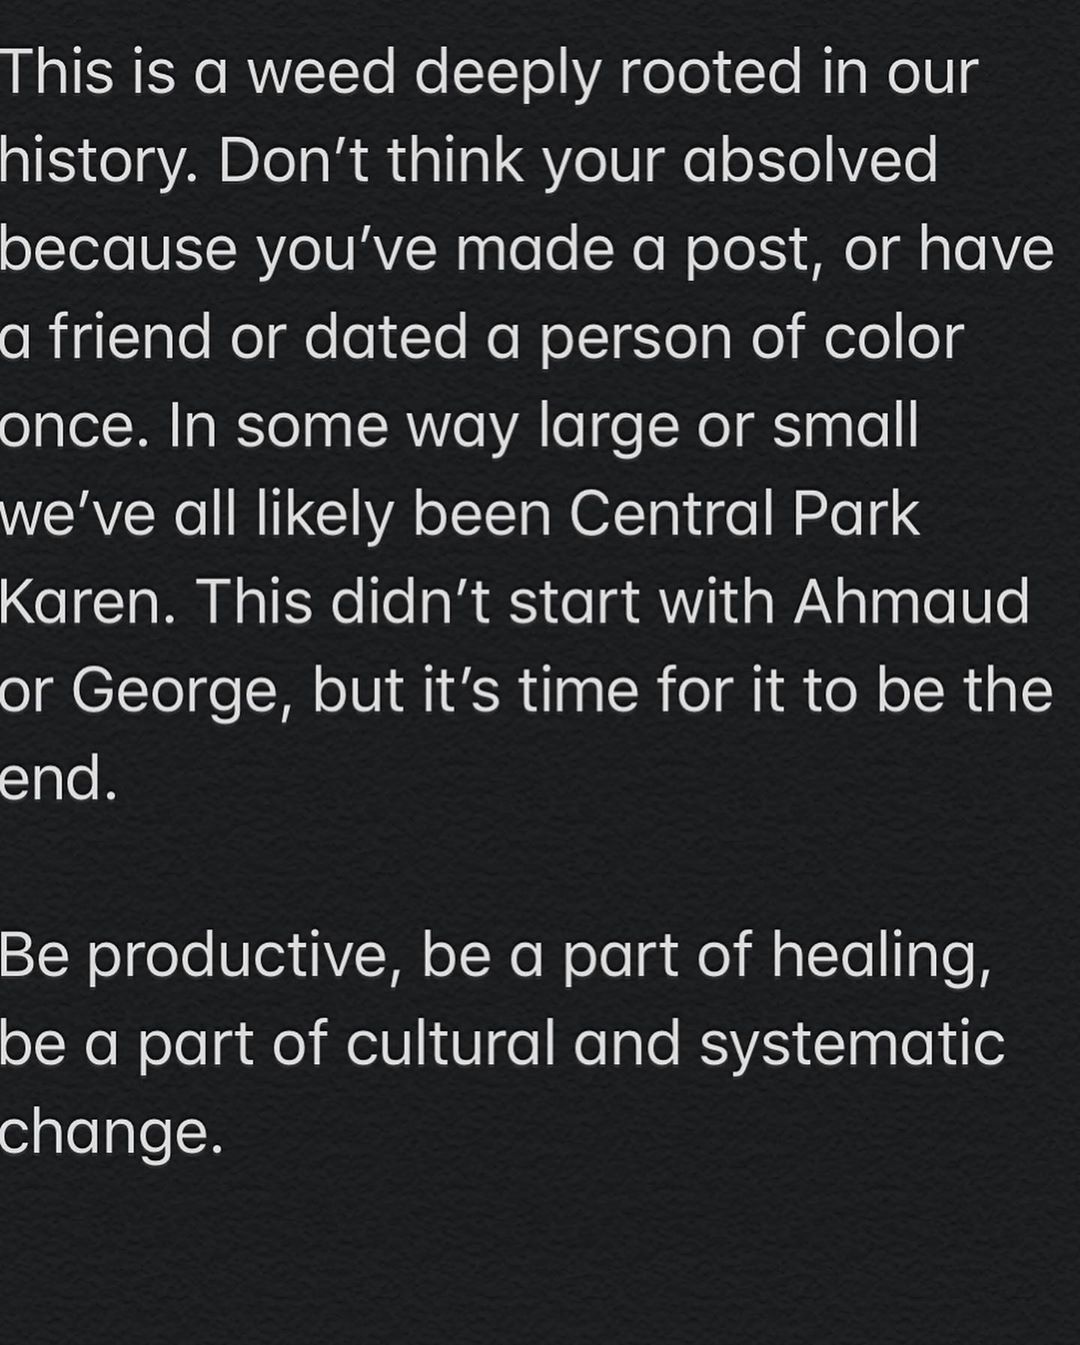 This is a weed deeply rooted in our
history. Don’t think your absolved
because you’ve made a post, or have
a friend or dated a person of color
once. In some way large or small
we’ve all likely been Central Park
Karen. This didn’t start with Ahmaud
or George, but it’s time for it to be the
end.

Be productive, be a part of healing,
be a part of cultural and systematic
change.